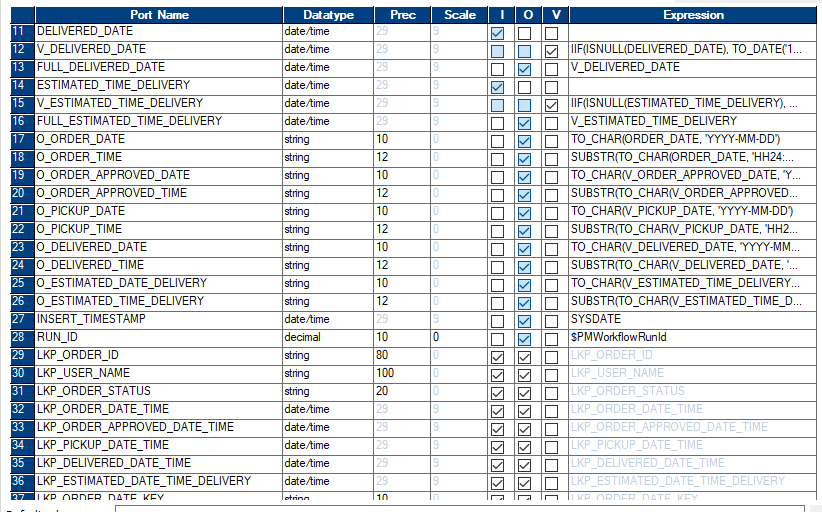 Port Name Datatype Prec Scale I O V Expression
11 DELIVERED_DATE date/time 29 9
12 V_DELIVERED_DATE date/time 29 9 IIF(ISNULL(DELIVERED_DATE), TO_DATE('1...
13 FULL_DELIVERED_DATE date/time 29 9 V_DELIVERED_DATE
14 ESTIMATED_TIME_DELIVERY date/time 29 9
15 V_ESTIMATED_TIME_DELIVERY date/time 29 9 IIF(ISNULL(ESTIMATED_TIME_DELIVERY), ...
16 FULL_ESTIMATED_TIME_DELIVERY date/time 29 9 V_ESTIMATED_TIME_DELIVERY
17 O_ORDER_DATE string 10 0 TO_CHAR(ORDER_DATE, 'YYYY-MM-DD')
18 O_ORDER_TIME string 12 0 SUBSTR(TO_CHAR(ORDER_DATE, 'HH24:...
19 O_ORDER_APPROVED_DATE string 10 0 TO_CHAR(V_ORDER_APPROVED_DATE, 'Y...
20 O_ORDER_APPROVED_TIME string 12 0 SUBSTR(TO_CHAR(V_ORDER_APPROVED...
21 O_PICKUP_DATE string 10 0 TO_CHAR(V_PICKUP_DATE, 'YYYY-MM-DD')
22 O_PICKUP_TIME string 12 0 SUBSTR(TO_CHAR(V_PICKUP_DATE, 'HH2...
23 O_DELIVERED_DATE string 10 0 TO_CHAR(V_DELIVERED_DATE, 'YYYY-MM...
24 O_DELIVERED_TIME string 12 0 SUBSTR(TO_CHAR(V_DELIVERED_DATE, '...
25 O_ESTIMATED_DATE_DELIVERY string 10 0 TO_CHAR(V_ESTIMATED_TIME_DELIVERY...
26 O_ESTIMATED_TIME_DELIVERY string 12 0 SUBSTR(TO_CHAR(V_ESTIMATED_TIME_D...
27 INSERT_TIMESTAMP date/time 29 9 SYSDATE
28 RUN_ID decimal 10 0 $PMWorkflowRunId
29 LKP_ORDER_ID string 80 0 LKP_ORDER_ID
30 LKP_USER_NAME string 100 0 LKP_USER_NAME
31 LKP_ORDER_STATUS string 20 0 LKP_ORDER_STATUS
32 LKP_ORDER_DATE_TIME date/time 29 9 LKP_ORDER_DATE_TIME
33 LKP_ORDER_APPROVED_DATE_TIME date/time 29 9 LKP_ORDER_APPROVED_DATE_TIME
34 LKP_PICKUP_DATE_TIME date/time 29 9 LKP_PICKUP_DATE_TIME
35 LKP_DELIVERED_DATE_TIME date/time 29 9 LKP_DELIVERED_DATE_TIME
36 LKP_ESTIMATED_DATE_TIME_DELIVERY date/time 29 9 LKP_ESTIMATED_DATE_TIME_DELIVERY
37 LKP_ORDER_DATE_KEY string 10 0 LKP_ORDER_DATE_KEY